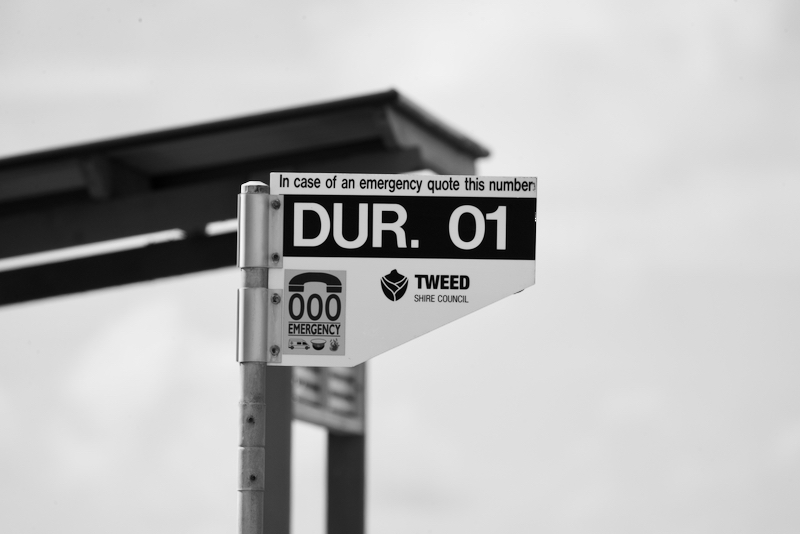 In case of an emergency quote this number
DUR. 01
TWEED
SHIRE COUNCIL
000
EMERGENCY